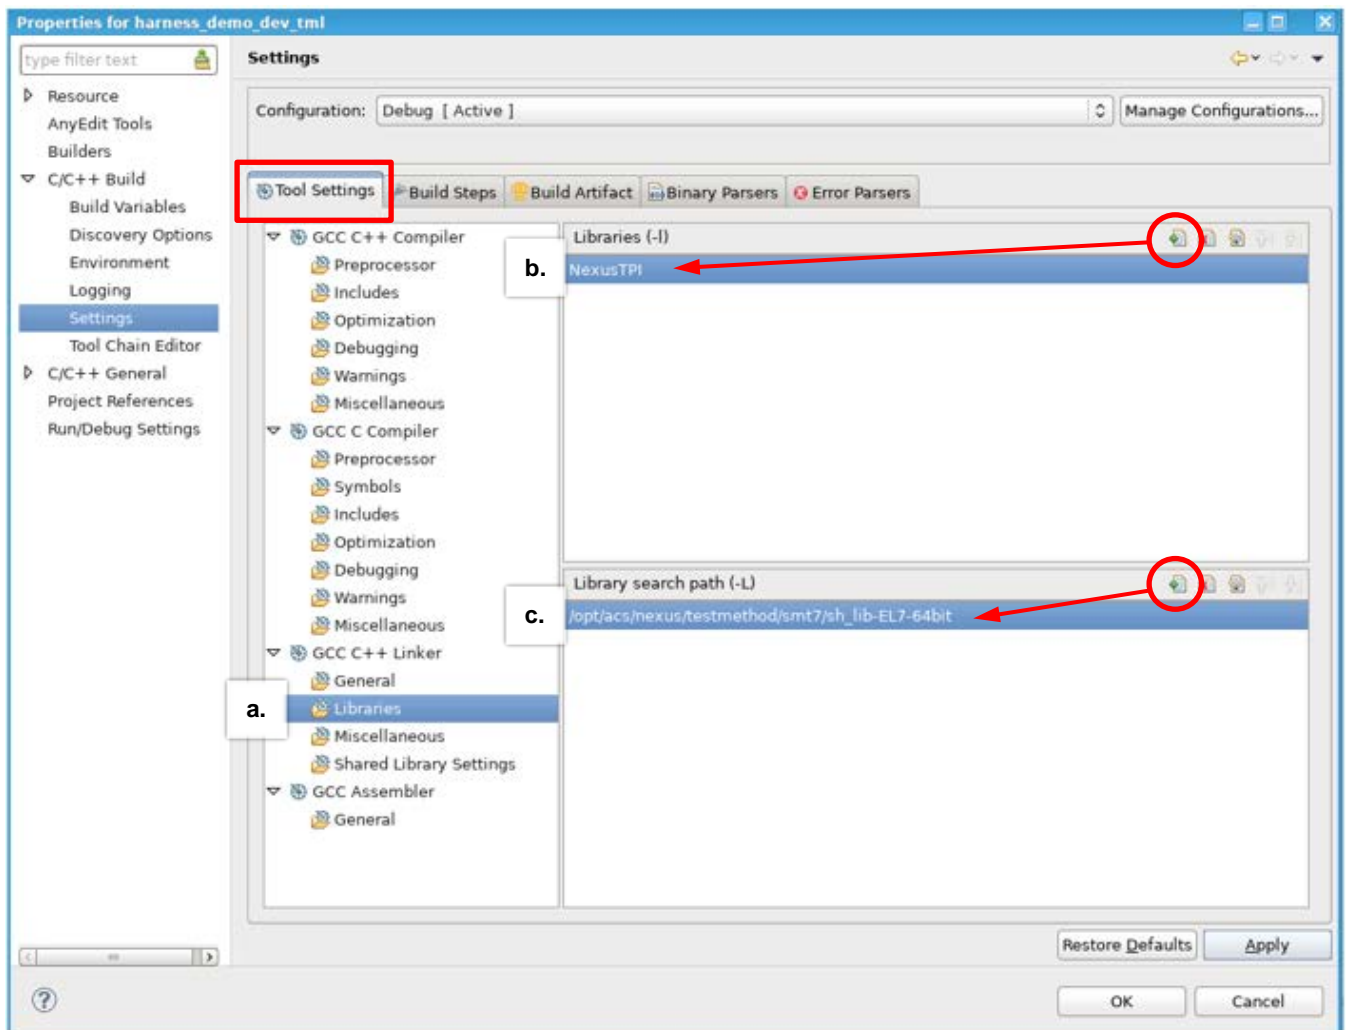 Properties for harness_demo_dev_tml
type filter text
Settings
Resource
AnyEdit Tools
Builders
C/C++ Build
Build Variables
Discovery Options
Environment
Logging
Settings
Tool Chain Editor
C/C++ General
Project References
Run/Debug Settings
Configuration: Debug [ Active ] Manage Configurations...
Tool Settings Build Steps Build Artifact Binary Parsers Error Parsers
GCC C++ Compiler
Preprocessor
Includes
Optimization
Debugging
Warnings
Miscellaneous
GCC C Compiler
Preprocessor
Symbols
Includes
Optimization
Debugging
Warnings
Miscellaneous
GCC C++ Linker
General
a. Libraries
Miscellaneous
Shared Library Settings
GCC Assembler
General
Libraries (-l)
b. NexusTPI
Library search path (-L)
c. /opt/acs/nexus/testmethod/smt7/sh_lib-EL7-64bit
Restore Defaults Apply
OK Cancel